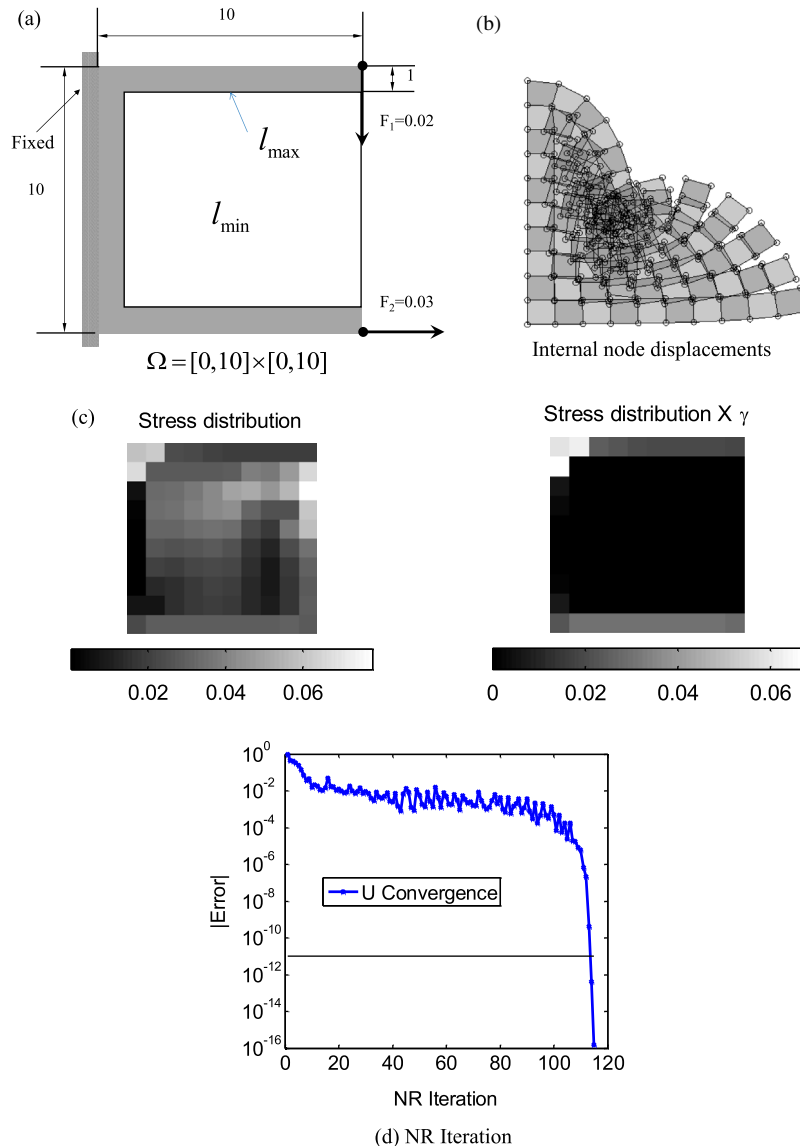 (a)
10
1
F₁=0.02
Fixed
lmax
10
lmin
F₂=0.03
Ω=[0,10]×[0,10]
(b)
Internal node displacements
(c)
Stress distribution
0.02 0.04 0.06
Stress distribution X γ
0 0.02 0.04 0.06
10⁰
10⁻²
10⁻⁴
10⁻⁶
10⁻⁸
10⁻¹⁰
10⁻¹²
10⁻¹⁴
10⁻¹⁶
|Error|
U Convergence
0 20 40 60 80 100 120
NR Iteration
(d) NR Iteration